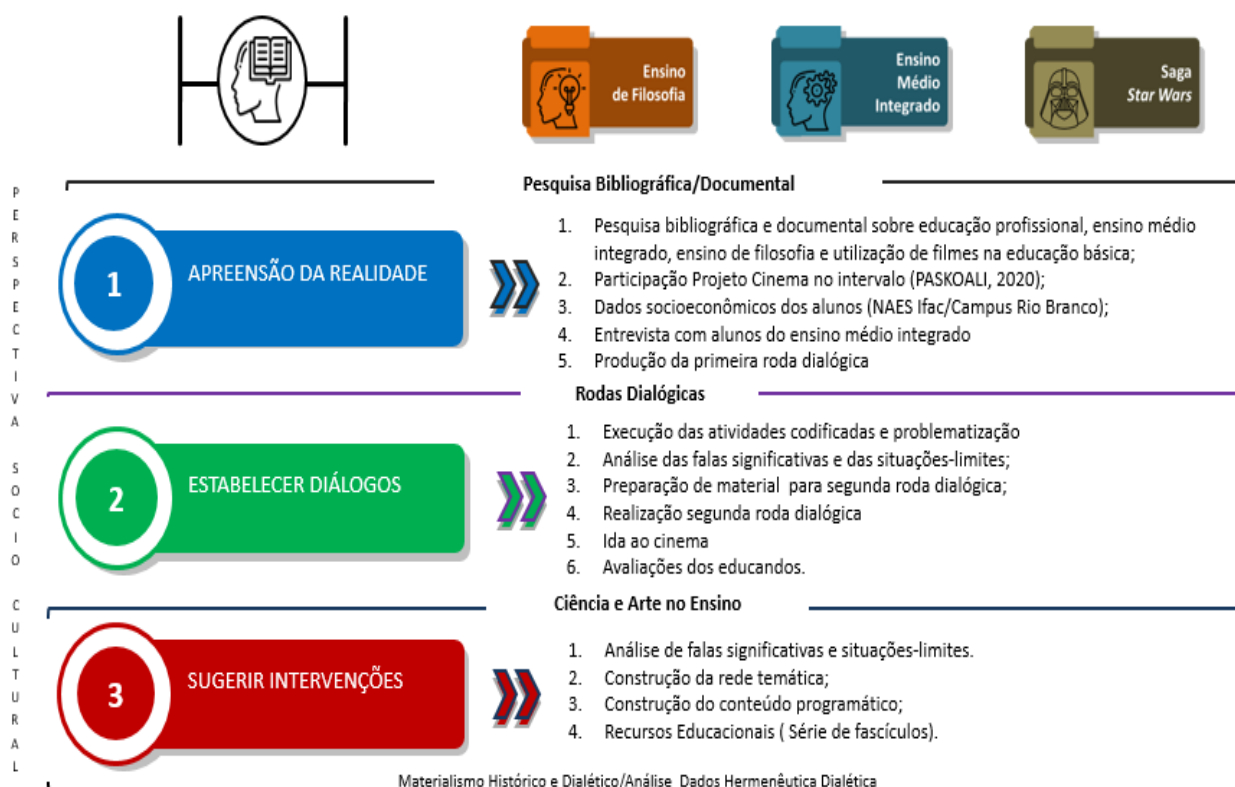 Ensino
de Filosofia
Ensino
Médio
Integrado
Saga
Star Wars
PERSPECTIVA SOCIO CULTURAL
Pesquisa Bibliográfica/Documental
1
APREENSÃO DA REALIDADE
1. Pesquisa bibliográfica e documental sobre educação profissional, ensino médio
integrado, ensino de filosofia e utilização de filmes na educação básica;
2. Participação Projeto Cinema no intervalo (PASKOALI, 2020);
3. Dados socioeconômicos dos alunos (NAES Ifac/Campus Rio Branco);
4. Entrevista com alunos do ensino médio integrado
5. Produção da primeira roda dialógica
Rodas Dialógicas
2
ESTABELECER DIÁLOGOS
1. Execução das atividades codificadas e problematização
2. Análise das falas significativas e das situações-limites;
3. Preparação de material para segunda roda dialógica;
4. Realização segunda roda dialógica
5. Ida ao cinema
6. Avaliações dos educandos.
Ciência e Arte no Ensino
3
SUGERIR INTERVENÇÕES
1. Análise de falas significativas e situações-limites.
2. Construção da rede temática;
3. Construção do conteúdo programático;
4. Recursos Educacionais ( Série de fascículos).
Materialismo Histórico e Dialético/Análise Dados Hermenêutica Dialética